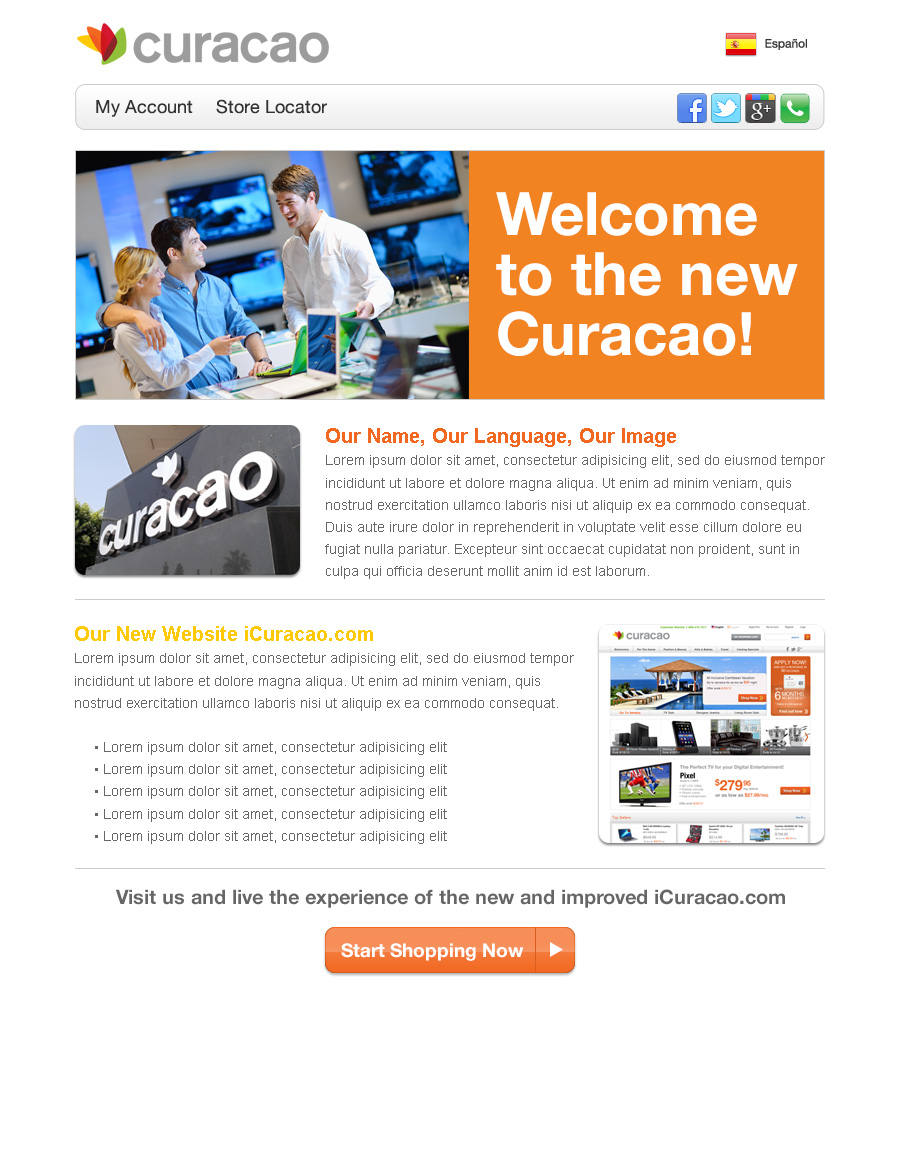 curacao
Español
My Account Store Locator
Welcome
to the new
Curacao!
curacao
Our Name, Our Language, Our Image
Lorem ipsum dolor sit amet, consectetur adipisicing elit, sed do eiusmod tempor
incididunt ut labore et dolore magna aliqua. Ut enim ad minim veniam, quis
nostrud exercitation ullamco laboris nisi ut aliquip ex ea commodo consequat.
Duis aute irure dolor in reprehenderit in voluptate velit esse cillum dolore eu
fugiat nulla pariatur. Excepteur sint occaecat cupidatat non proident, sunt in
culpa qui officia deserunt mollit anim id est laborum.
Our New Website iCuracao.com
Lorem ipsum dolor sit amet, consectetur adipisicing elit, sed do eiusmod tempor
incididunt ut labore et dolore magna aliqua. Ut enim ad minim veniam, quis
nostrud exercitation ullamco laboris nisi ut aliquip ex ea commodo consequat.
• Lorem ipsum dolor sit amet, consectetur adipisicing elit
• Lorem ipsum dolor sit amet, consectetur adipisicing elit
• Lorem ipsum dolor sit amet, consectetur adipisicing elit
• Lorem ipsum dolor sit amet, consectetur adipisicing elit
• Lorem ipsum dolor sit amet, consectetur adipisicing elit
curacao
APPLY NOW!
6 MONTHS
The Perfect TV for your Digital Entertainment!
Pixel
$279.95
Shop Now
Top Sellers
Visit us and live the experience of the new and improved iCuracao.com
Start Shopping Now